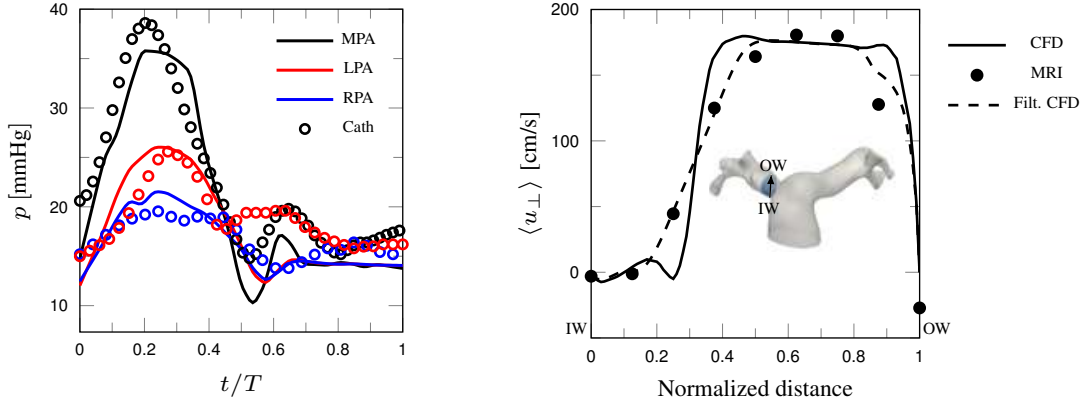 40
30
20
10
p [mmHg]
0
0.2
0.4
0.6
0.8
1
t/T
MPA
LPA
RPA
Cath
200
100
0
⟨u⊥⟩ [cm/s]
IW
OW
0
0.2
0.4
0.6
0.8
1
Normalized distance
OW
IW
CFD
MRI
Filt. CFD